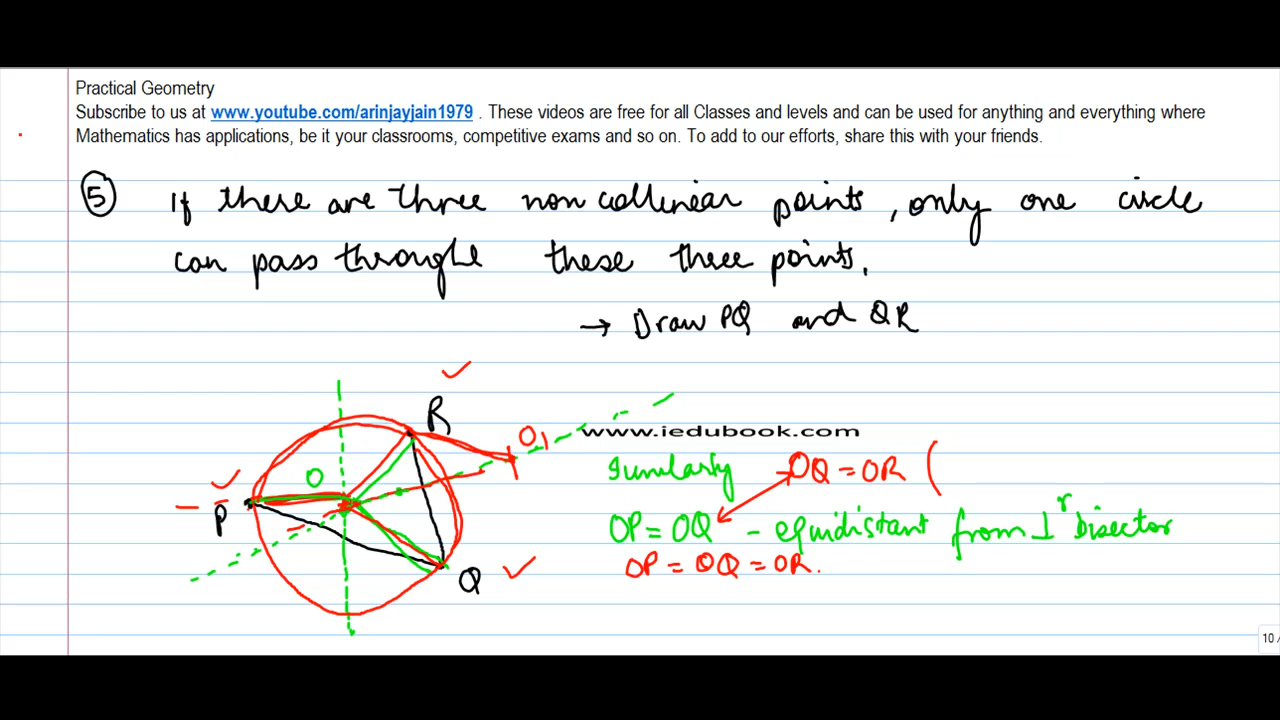 Practical Geometry
Subscribe to us at www.youtube.com/arinjayjain1979 . These videos are free for all Classes and levels and can be used for anything and everything where
Mathematics has applications, be it your classrooms, competitive exams and so on. To add to our efforts, share this with your friends.
5 If there are three non collinear points, only one circle
can pass through these three points.
→ Draw PQ and QR
R
O1
www.iedubook.com
O
Similarly → OQ = OR (
P
OP = OQ - equidistant from ⊥r bisector
OP = OQ = OR.
Q
10 /